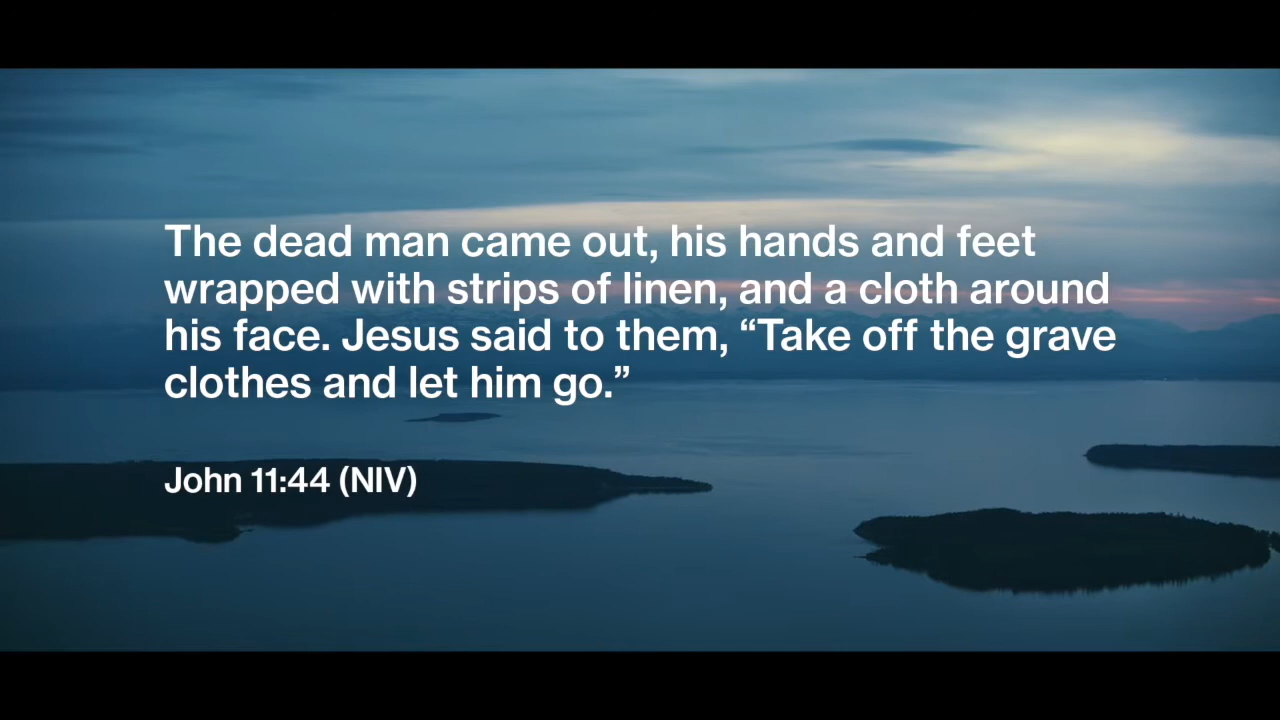 The dead man came out, his hands and feet
wrapped with strips of linen, and a cloth around
his face. Jesus said to them, “Take off the grave
clothes and let him go.”
John 11:44 (NIV)